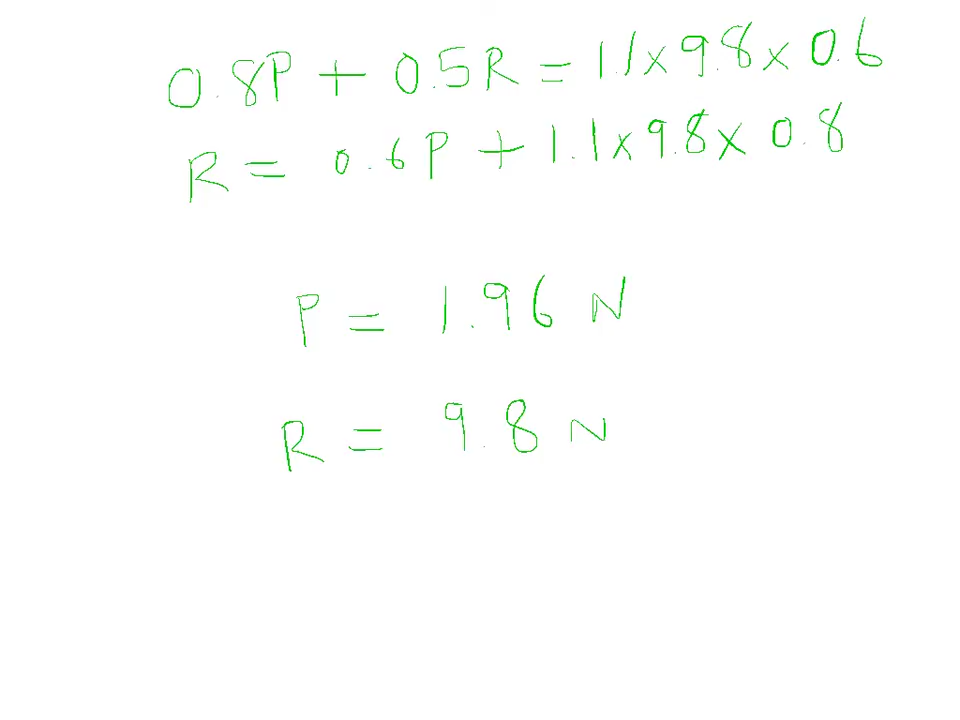 0.8P + 0.5R = 1.1 × 9.8 × 0.6
R = 0.6P + 1.1 × 9.8 × 0.8
P = 1.96 N
R = 9.8 N